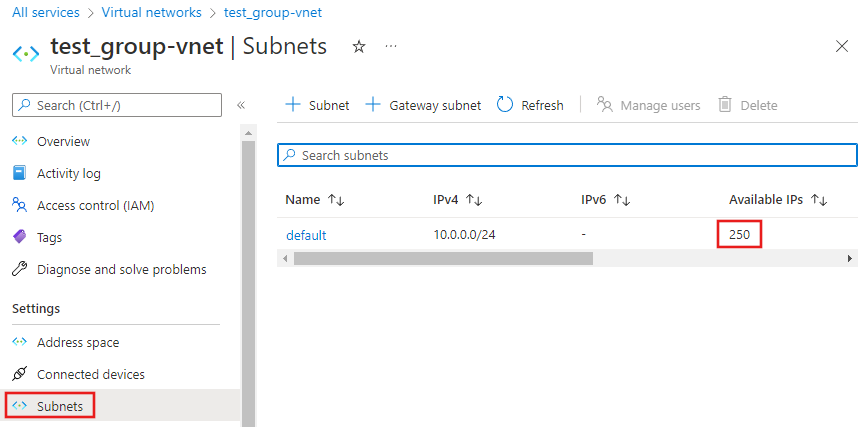 All services > Virtual networks > test_group-vnet
test_group-vnet | Subnets ☆ ...
Virtual network
Search (Ctrl+/) «
+ Subnet + Gateway subnet Refresh Manage users Delete
Overview
Search subnets
Activity log
Access control (IAM)
Name ↑↓ IPv4 ↑↓ IPv6 ↑↓ Available IPs ↑↓
Tags
default 10.0.0.0/24 - 250
Diagnose and solve problems
Settings
Address space
Connected devices
Subnets